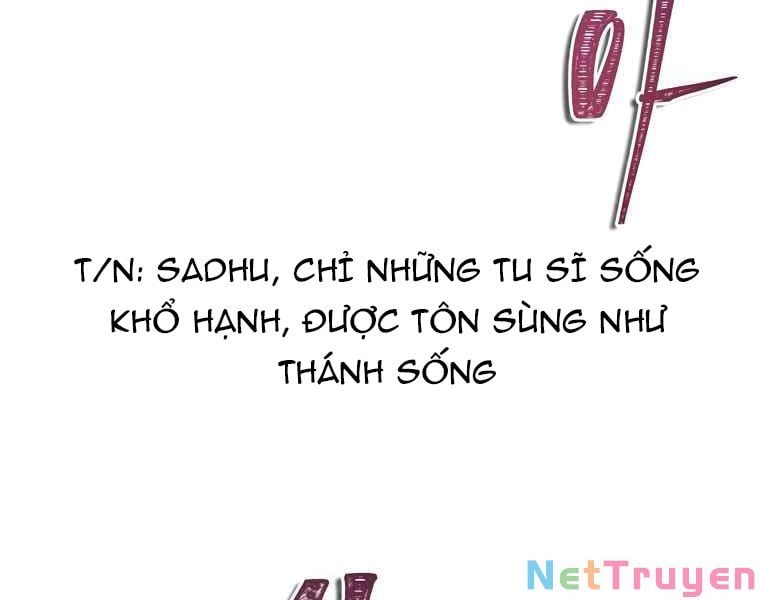 아
T/N: SADHU, CHỈ NHỮNG TU SĨ SỐNG
KHỔ HẠNH, ĐƯỢC TÔN SÙNG NHƯ
THÁNH SỐNG
NetTruyen